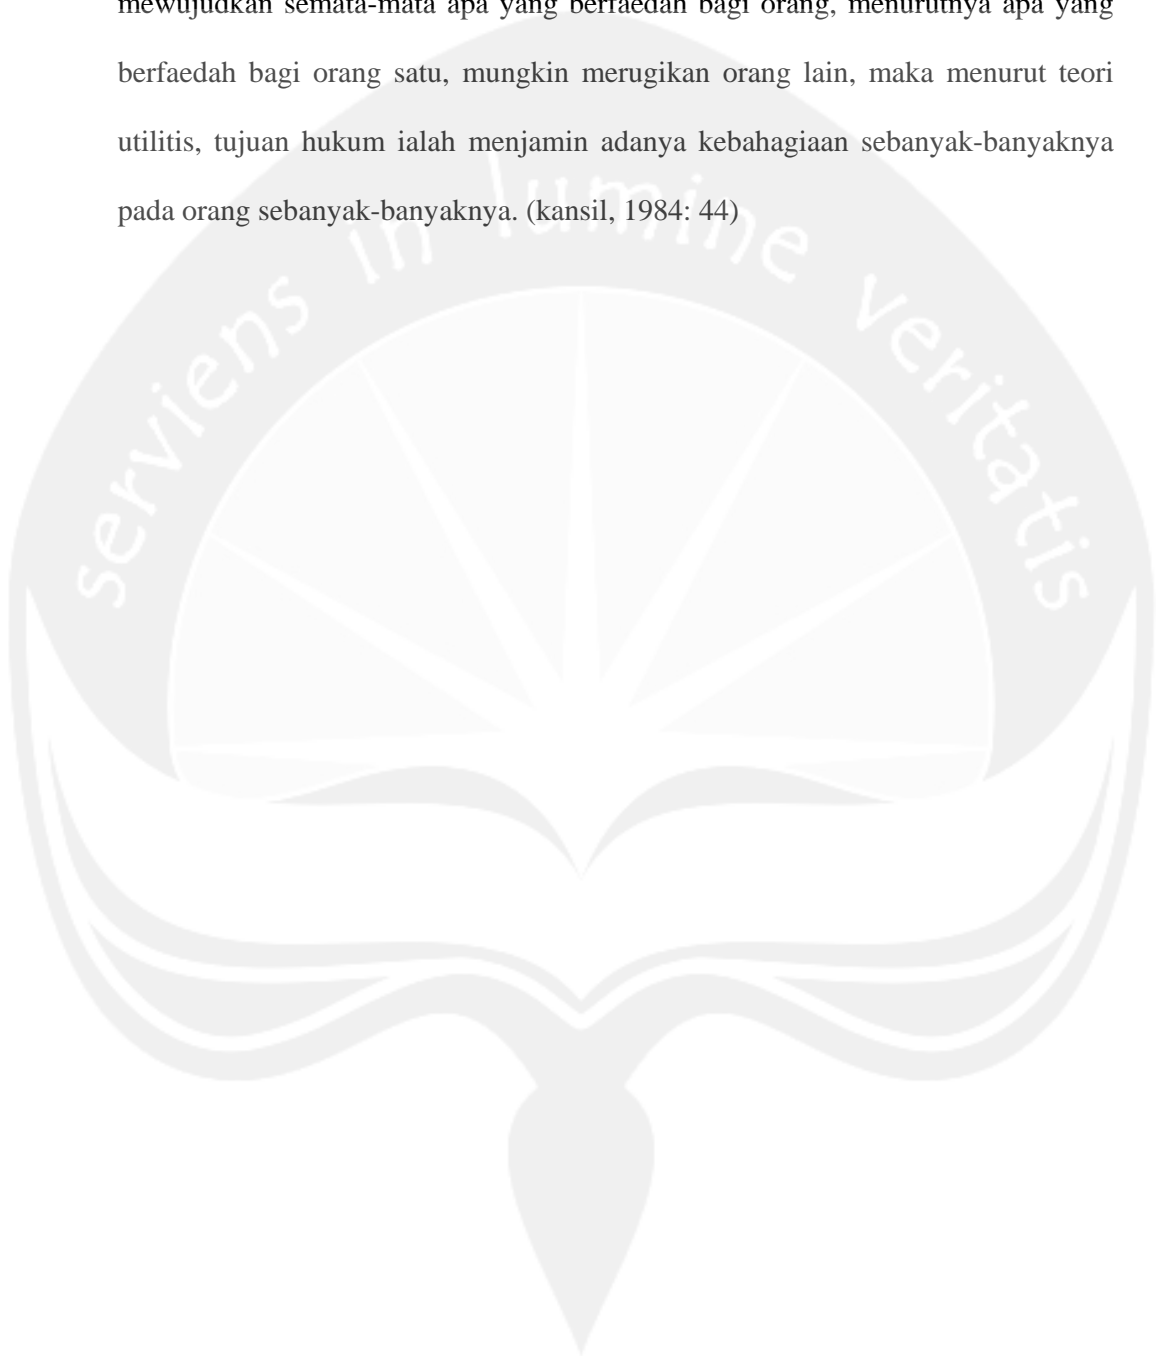 mewujudkan semata-mata apa yang berfaedah bagi orang, menurutnya apa yang
berfaedah bagi orang satu, mungkin merugikan orang lain, maka menurut teori
utilitis, tujuan hukum ialah menjamin adanya kebahagiaan sebanyak-banyaknya
pada orang sebanyak-banyaknya. (kansil, 1984: 44)
serviens in lumine veritatis